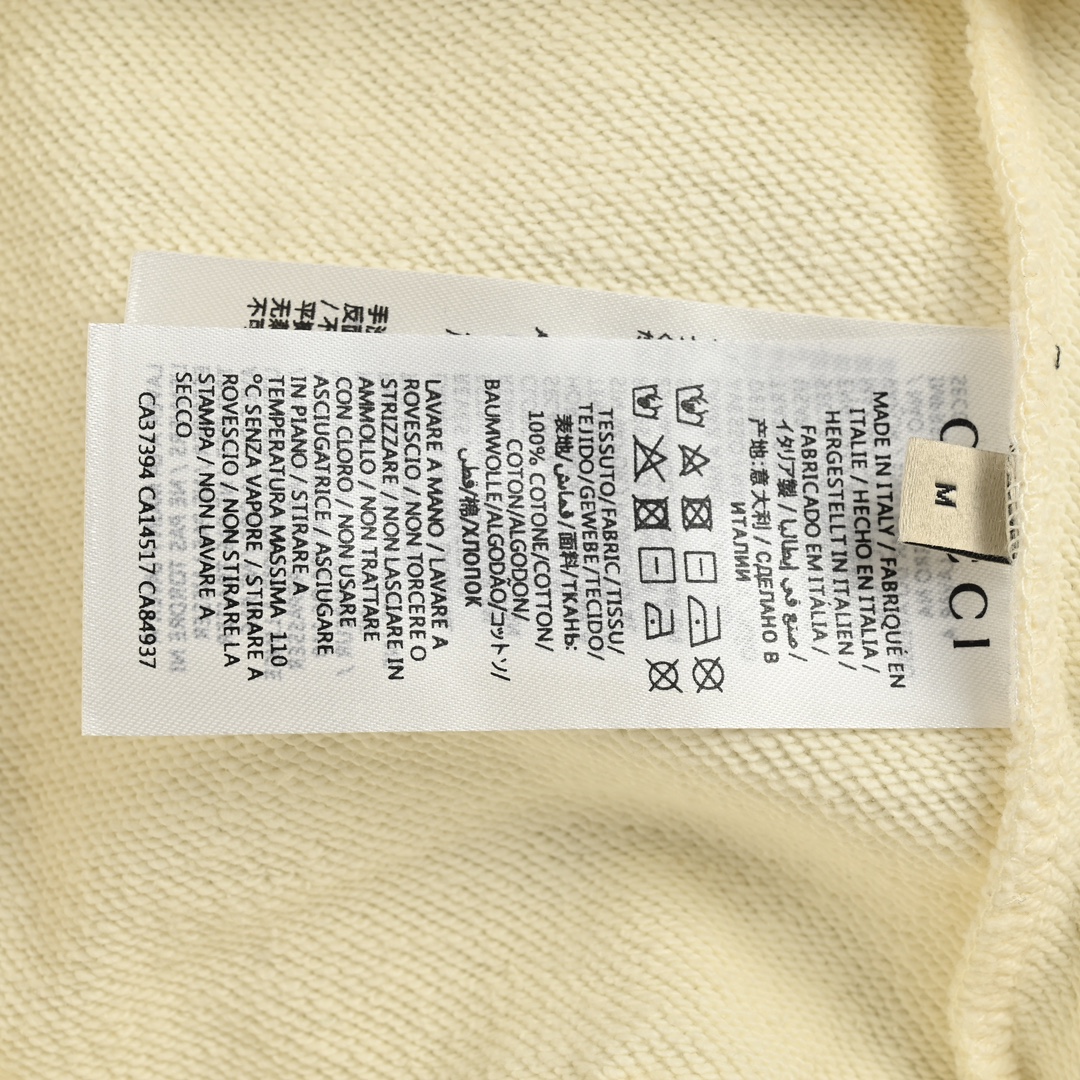 M
MADE IN ITALY / FABRIQUÉ EN
ITALIE / HECHO EN ITALIA /
HERGESTELLT IN ITALIEN /
FABRICADO EM ITÁLIA /
イタリア製 / صنع في إيطاليا /
产地:意大利 / СДЕЛАНО В
ИТАЛИИ
TESSUTO/FABRIC/TISSU/
TEJIDO/GEWEBE/TECIDO/
表地/قماش/面料/ТКАНЬ:
100% COTONE/COTTON/
COTON/ALGODÓN/
BAUMWOLLE/ALGODÃO/コットン/
قطن/棉/ХЛОПОК
LAVARE A MANO / LAVARE A
ROVESCIO / NON TORCERE O
STRIZZARE / NON LASCIARE IN
AMMOLLO / NON TRATTARE
CON CLORO / NON USARE
ASCIUGATRICE / ASCIUGARE
IN PIANO / STIRARE A
TEMPERATURA MASSIMA 110
°C SENZA VAPORE / STIRARE A
ROVESCIO / NON STIRARE LA
STAMPA / NON LAVARE A
SECCO
CA37394 CA14517 CA84937